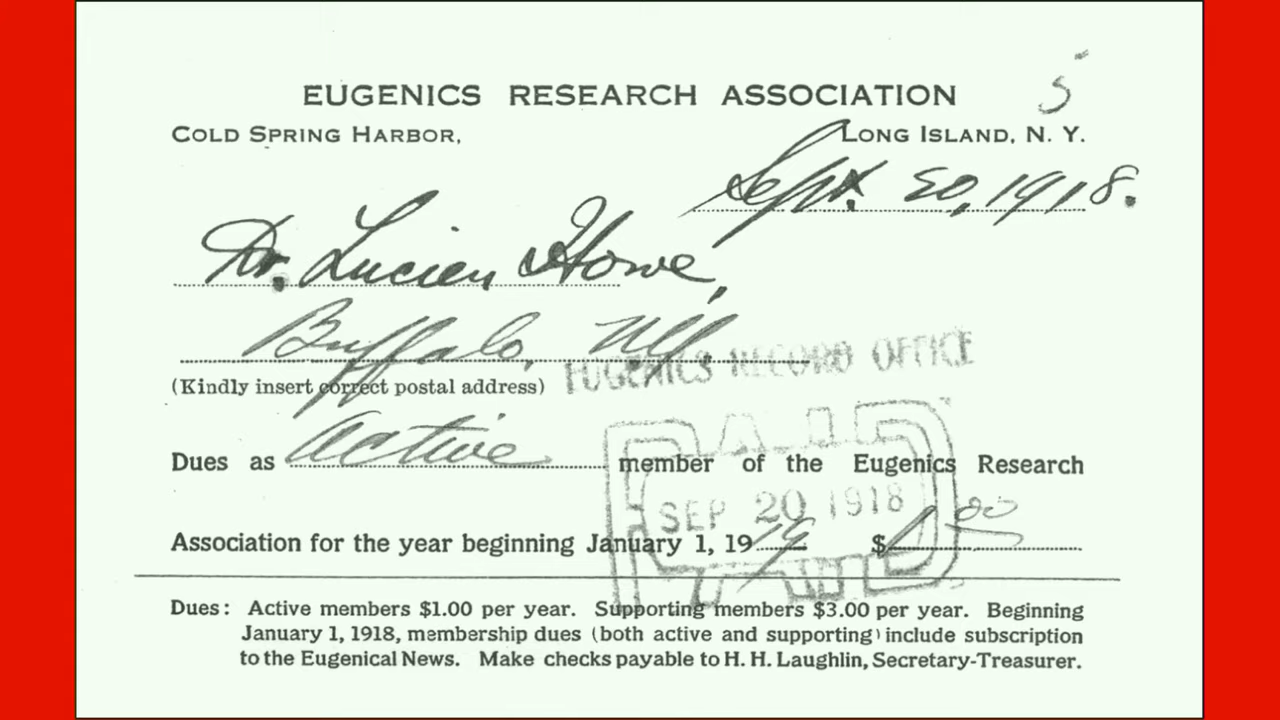 5
EUGENICS RESEARCH ASSOCIATION
COLD SPRING HARBOR, LONG ISLAND, N. Y.
Sept. 20, 1918.
Dr. Lucien Howe,
Buffalo, NY.
EUGENICS RECORD OFFICE
(Kindly insert correct postal address)
PAID
Dues as active member of the Eugenics Research
SEP 20 1918
Association for the year beginning January 1, 1919 $1.00
Dues: Active members $1.00 per year. Supporting members $3.00 per year. Beginning
January 1, 1918, membership dues (both active and supporting) include subscription
to the Eugenical News. Make checks payable to H. H. Laughlin, Secretary-Treasurer.